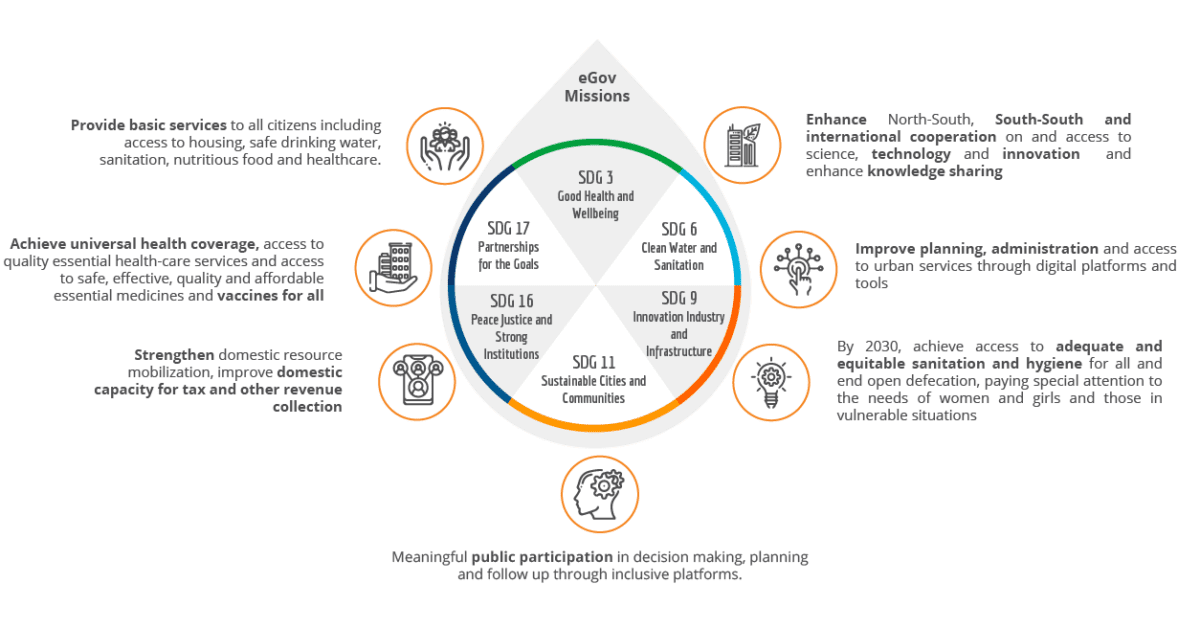 eGov
Missions
Provide basic services to all citizens including
access to housing, safe drinking water,
sanitation, nutritious food and healthcare.
Enhance North-South, South-South and
international cooperation on and access to
science, technology and innovation and
enhance knowledge sharing
SDG 3
Good Health and
Wellbeing
SDG 17
Partnerships
for the Goals
SDG 6
Clean Water and
Sanitation
Achieve universal health coverage, access to
quality essential health-care services and access
to safe, effective, quality and affordable
essential medicines and vaccines for all
Improve planning, administration and access
to urban services through digital platforms and
tools
SDG 16
Peace Justice and
Strong
Institutions
SDG 9
Innovation Industry
and
Infrastructure
SDG 11
Sustainable Cities and
Communities
Strengthen domestic resource
mobilization, improve domestic
capacity for tax and other revenue
collection
By 2030, achieve access to adequate and
equitable sanitation and hygiene for all and
end open defecation, paying special attention to
the needs of women and girls and those in
vulnerable situations
Meaningful public participation in decision making, planning
and follow up through inclusive platforms.